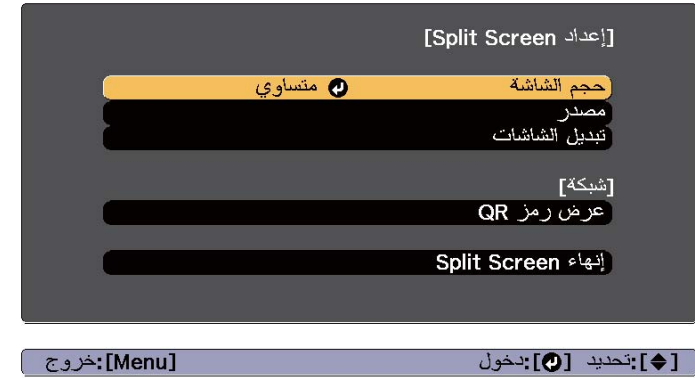 [إعداد Split Screen]
حجم الشاشة متساوي
مصدر
تبديل الشاشات
[شبكة]
عرض رمز QR
إنهاء Split Screen
[‎]:تحديد []:دخول [Menu]:خروج